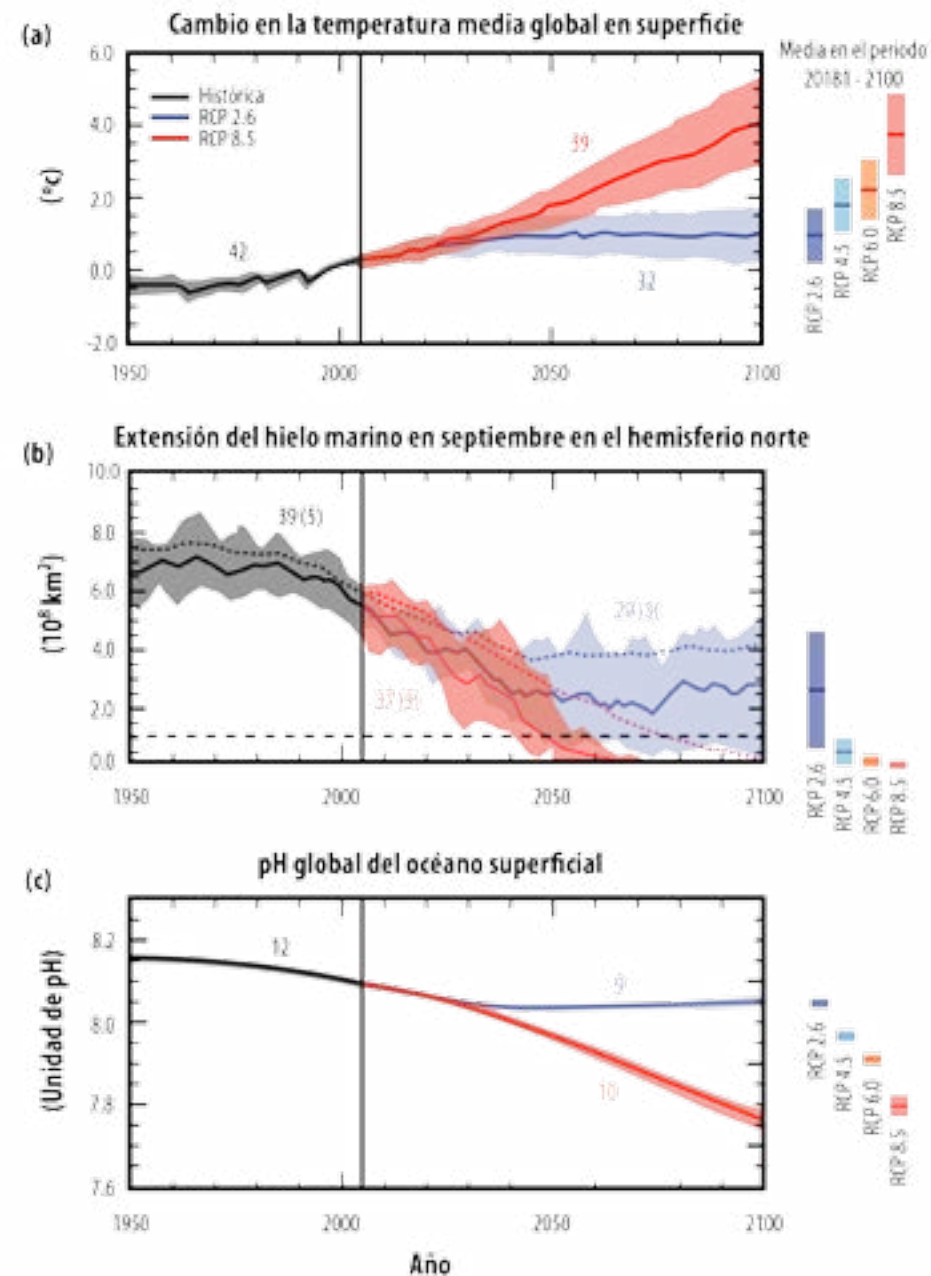 (a)
Cambio en la temperatura media global en superficie
Media en el periodo
20181 - 2100
6.0
4.0
2.0
0.0
-2.0
(ºc)
Histórica
RCP 2.6
RCP 8.5
42
39
32
1950
2000
2050
2100
RCP 2.6
RCP 4.5
RCP 6.0
RCP 8.5
(b)
Extensión del hielo marino en septiembre en el hemisferio norte
10.0
8.0
6.0
4.0
2.0
0.0
(10⁸ km²)
39 (5)
1950
2000
2050
2100
RCP 2.6
RCP 4.5
RCP 6.0
RCP 8.5
(c)
pH global del océano superficial
8.2
8.0
7.8
7.6
(Unidad de pH)
12
9
10
1950
2000
2050
2100
RCP 2.6
RCP 4.5
RCP 6.0
RCP 8.5
Año